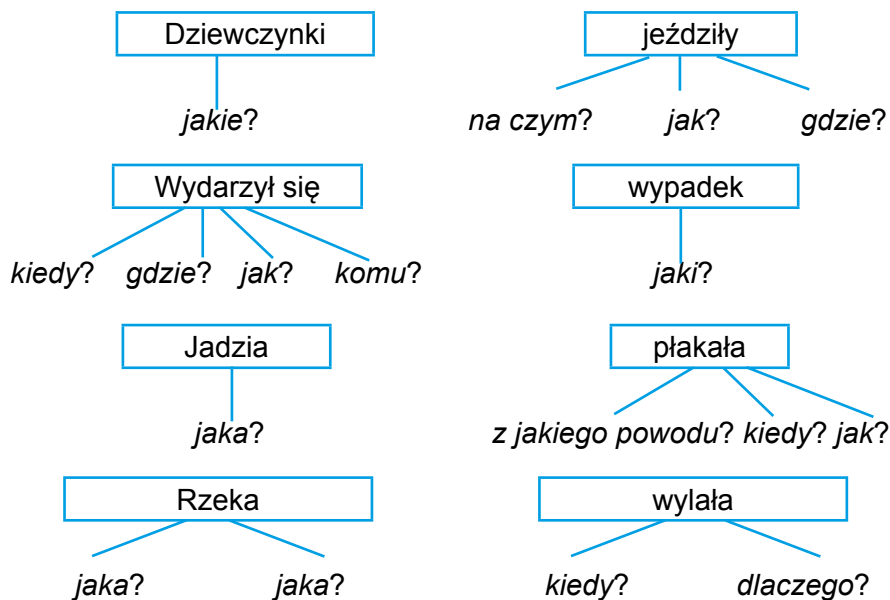 Dziewczynki jeździły
jakie? na czym? jak? gdzie?
Wydarzył się wypadek
kiedy? gdzie? jak? komu? jaki?
Jadzia płakała
jaka? z jakiego powodu? kiedy? jak?
Rzeka wylała
jaka? jaka? kiedy? dlaczego?